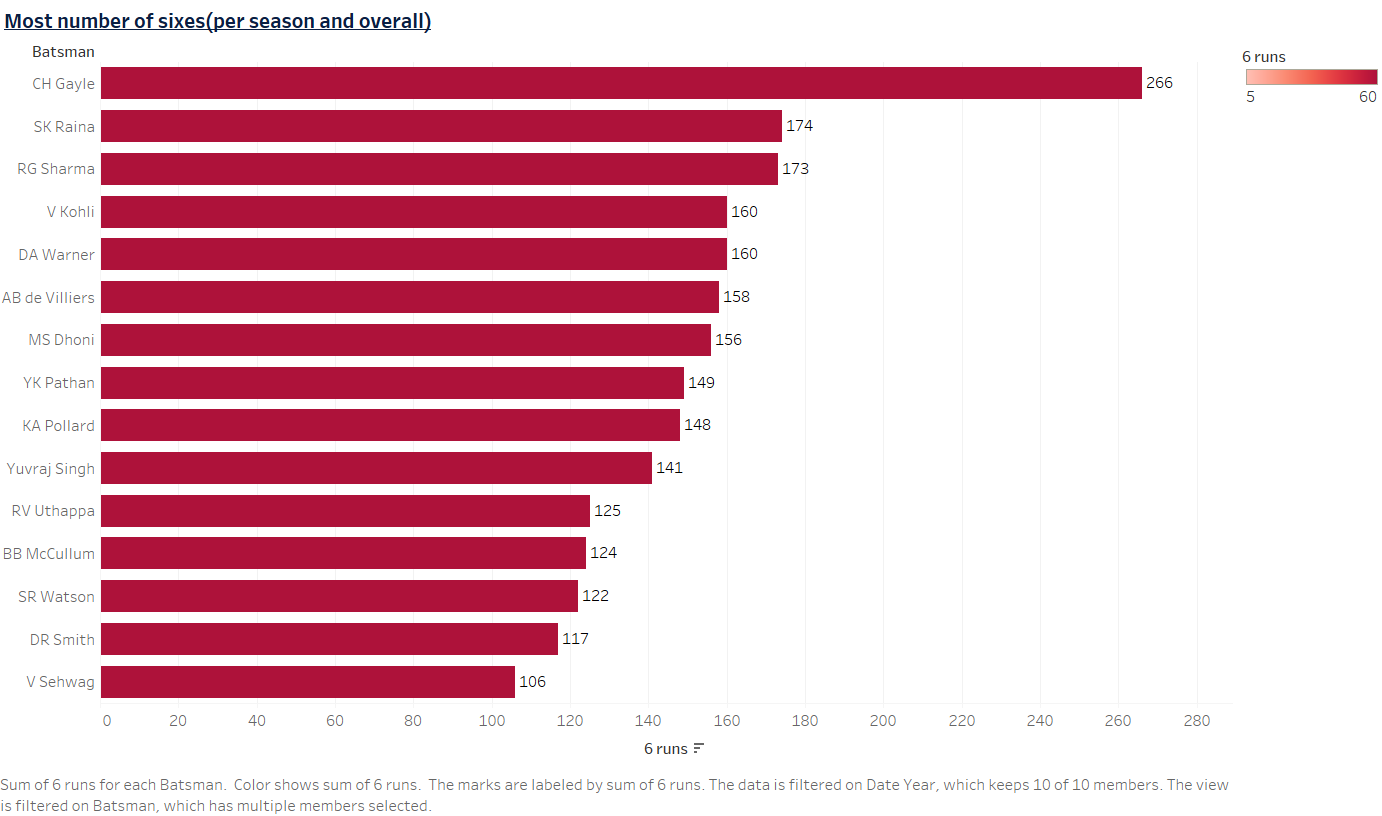 Most number of sixes(per season and overall)
Batsman
CH Gayle 266
SK Raina 174
RG Sharma 173
V Kohli 160
DA Warner 160
AB de Villiers 158
MS Dhoni 156
YK Pathan 149
KA Pollard 148
Yuvraj Singh 141
RV Uthappa 125
BB McCullum 124
SR Watson 122
DR Smith 117
V Sehwag 106
0 20 40 60 80 100 120 140 160 180 200 220 240 260 280
6 runs
Sum of 6 runs for each Batsman.  Color shows sum of 6 runs.  The marks are labeled by sum of 6 runs. The data is filtered on Date Year, which keeps 10 of 10 members. The view
is filtered on Batsman, which has multiple members selected.
6 runs
5 60